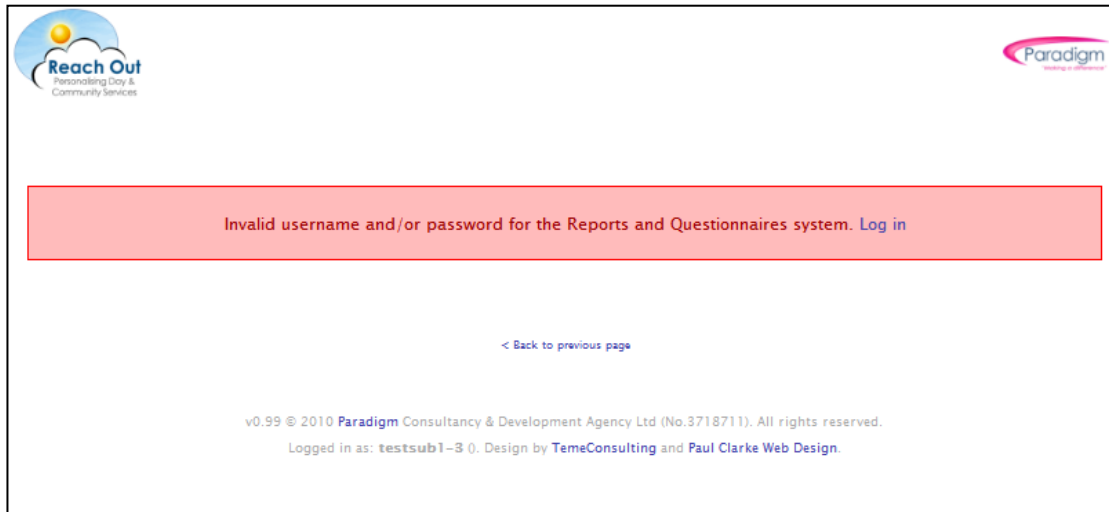 Reach Out
Personalising Day &
Community Services
Paradigm
"Making a difference"
Invalid username and/or password for the Reports and Questionnaires system. Log in
< Back to previous page
v0.99 © 2010 Paradigm Consultancy & Development Agency Ltd (No.3718711). All rights reserved.
Logged in as: testsub1-3 (). Design by TemeConsulting and Paul Clarke Web Design.